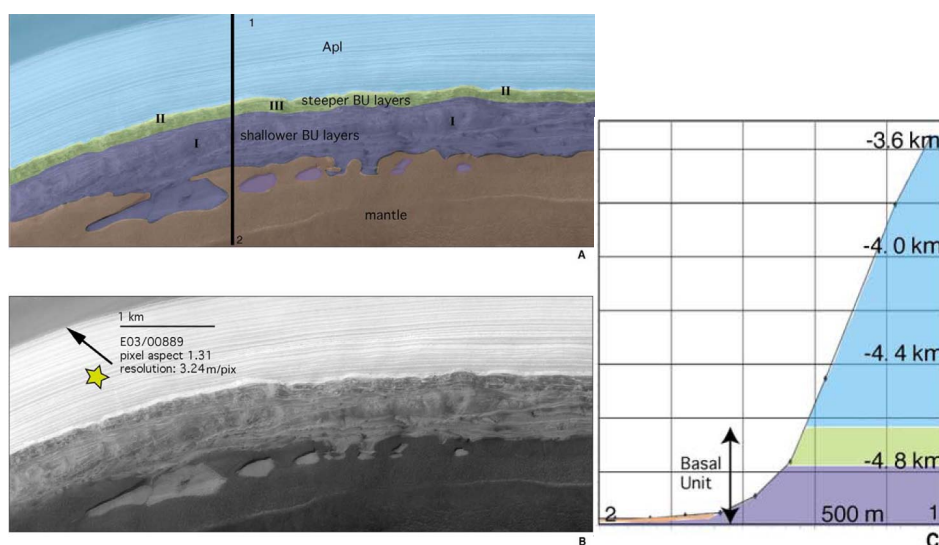 1
Apl
II
III
steeper BU layers
II
I
I
shallower BU layers
mantle
2
A
1 km
E03/00889
pixel aspect 1.31
resolution: 3.24m/pix
B
-3.6 km
-4.0 km
-4.4 km
Basal
Unit
-4.8 km
2
500 m
1
C